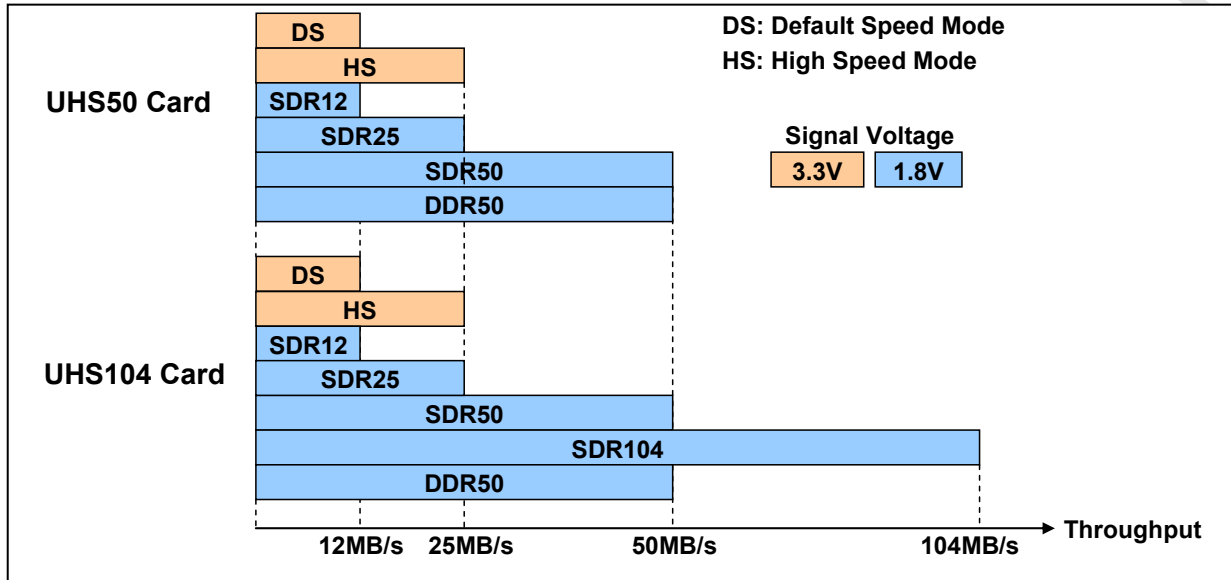 DS
DS: Default Speed Mode
HS
HS: High Speed Mode
UHS50 Card
SDR12
SDR25
Signal Voltage
SDR50
3.3V
1.8V
DDR50
DS
HS
SDR12
UHS104 Card
SDR25
SDR50
SDR104
DDR50
Throughput
12MB/s
25MB/s
50MB/s
104MB/s